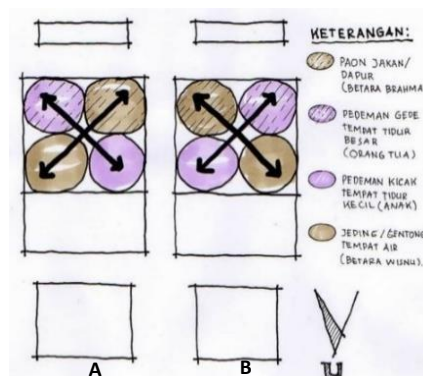 KETERANGAN:
PAON JAKAN/
DAPUR
(BETARA BRAHMA
PEDEMAN GEDE
TEMPAT TIDUR
BESAR
(ORANG TUA)
PEDEMAN KICAK
TEMPAT TIDUR
KECIL (ANAK)
JEDING/GENTONG
TEMPAT AIR
(BETARA WISNU)
A
B
U